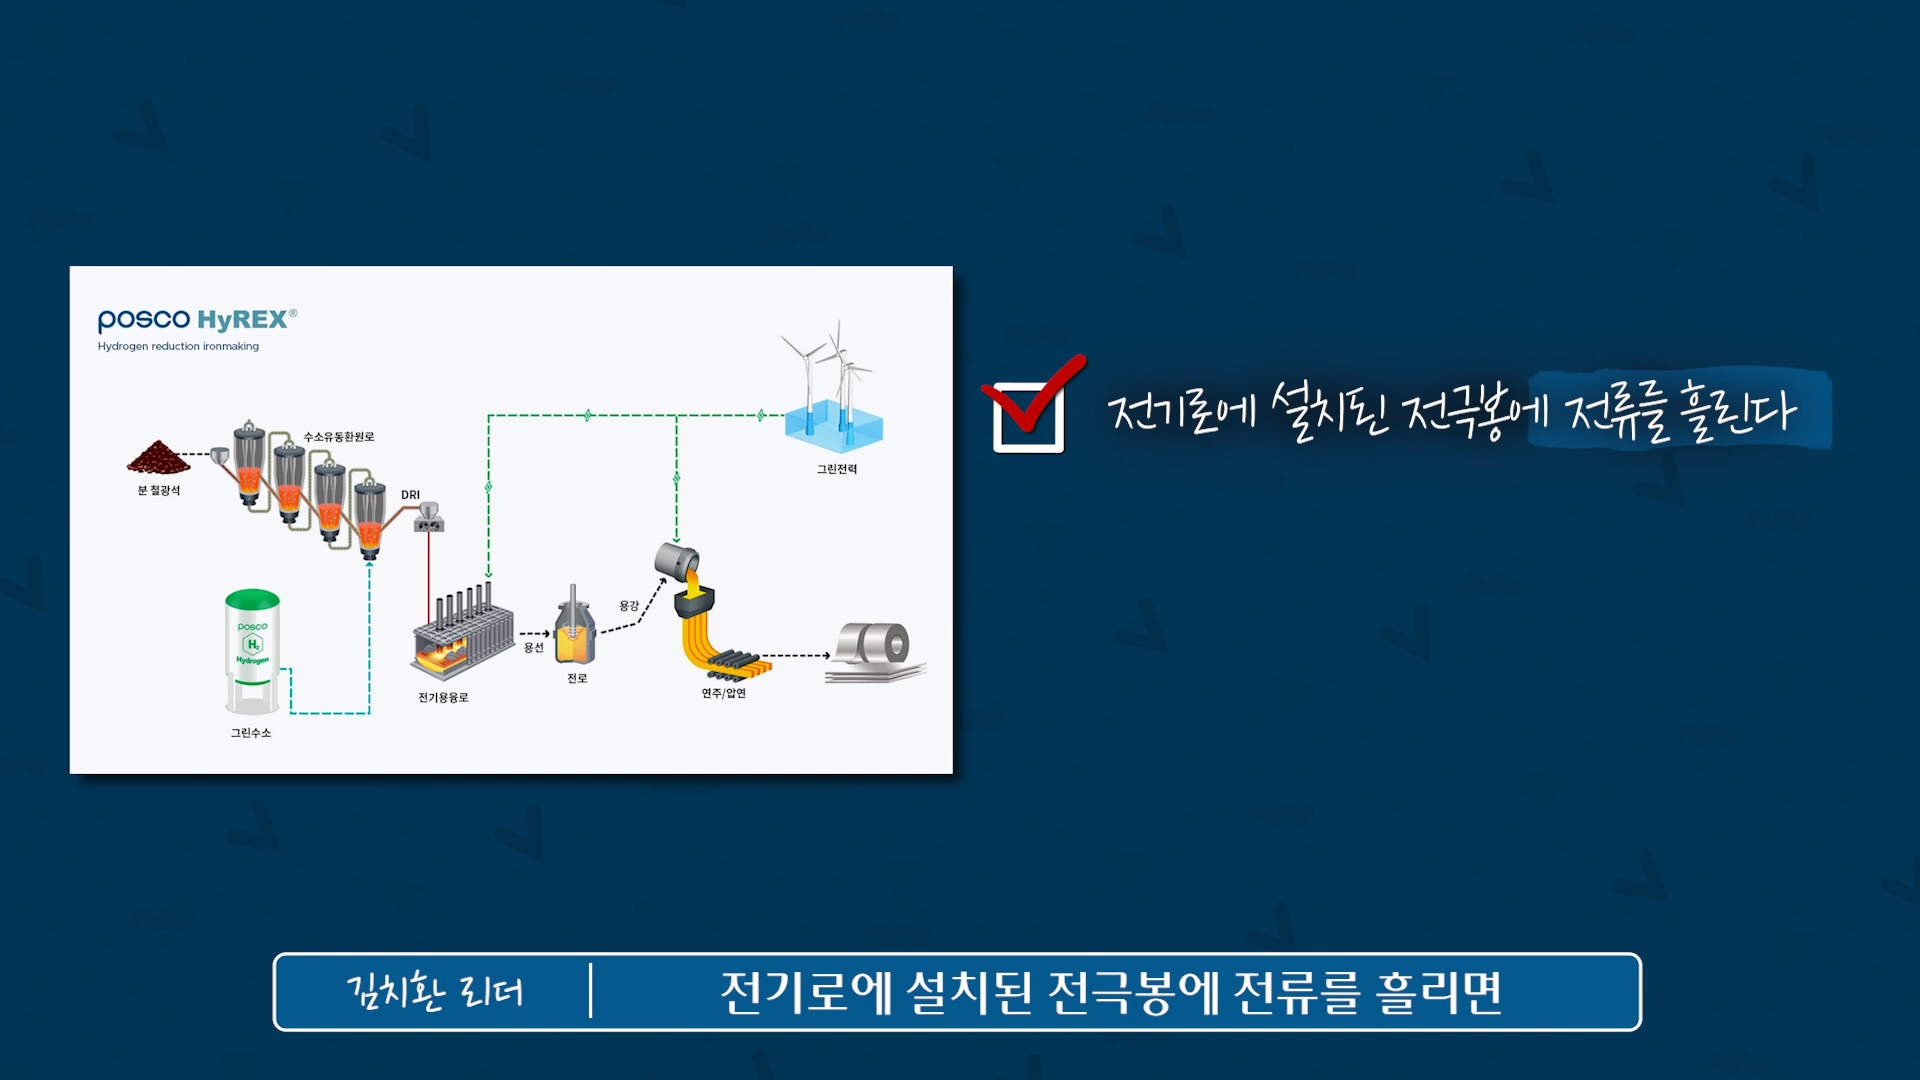 posco HyREX®
Hydrogen reduction ironmaking
전기로에 설치된 전극봉에 전류를 흘린다
수소유동환원로
그린전력
분 철광석
DRI
용강
posco
H₂
Hydrogen
용선
전로
연주/압연
전기용융로
그린수소
김치환 리더
전기로에 설치된 전극봉에 전류를 흘리면